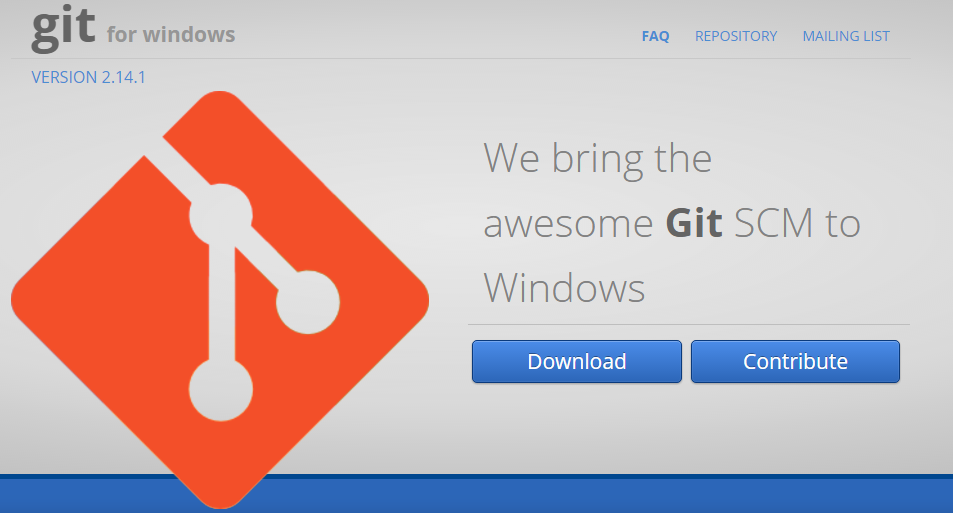 git for windows
FAQ REPOSITORY MAILING LIST
VERSION 2.14.1
We bring the
awesome Git SCM to
Windows
Download Contribute